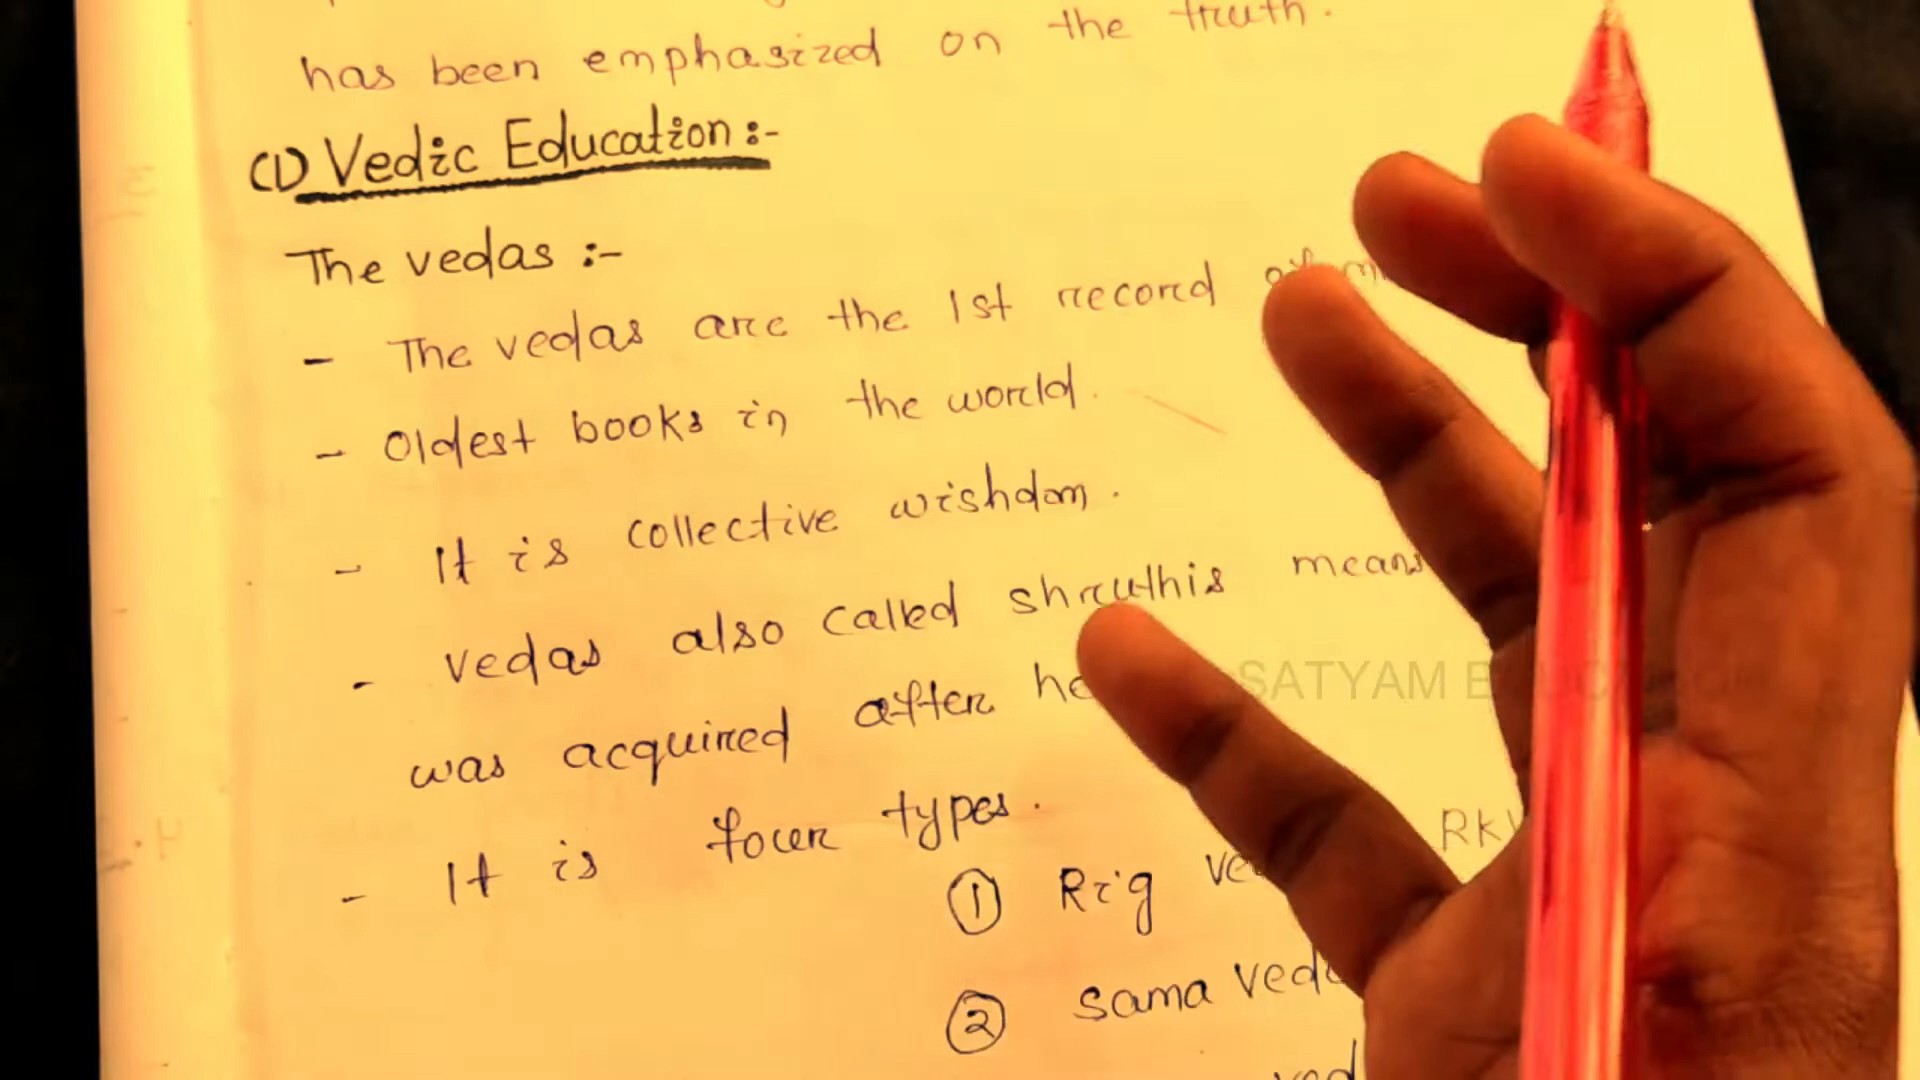 has been emphasized on the truth.
(1) Vedic Education :-
The vedas :-
- The vedas are the 1st record
- Oldest books in the world.
- It is collective wishdom.
- vedas also called shruthis means
was acquired after
- It is four types.
① Rig
② Sama
SATYAM